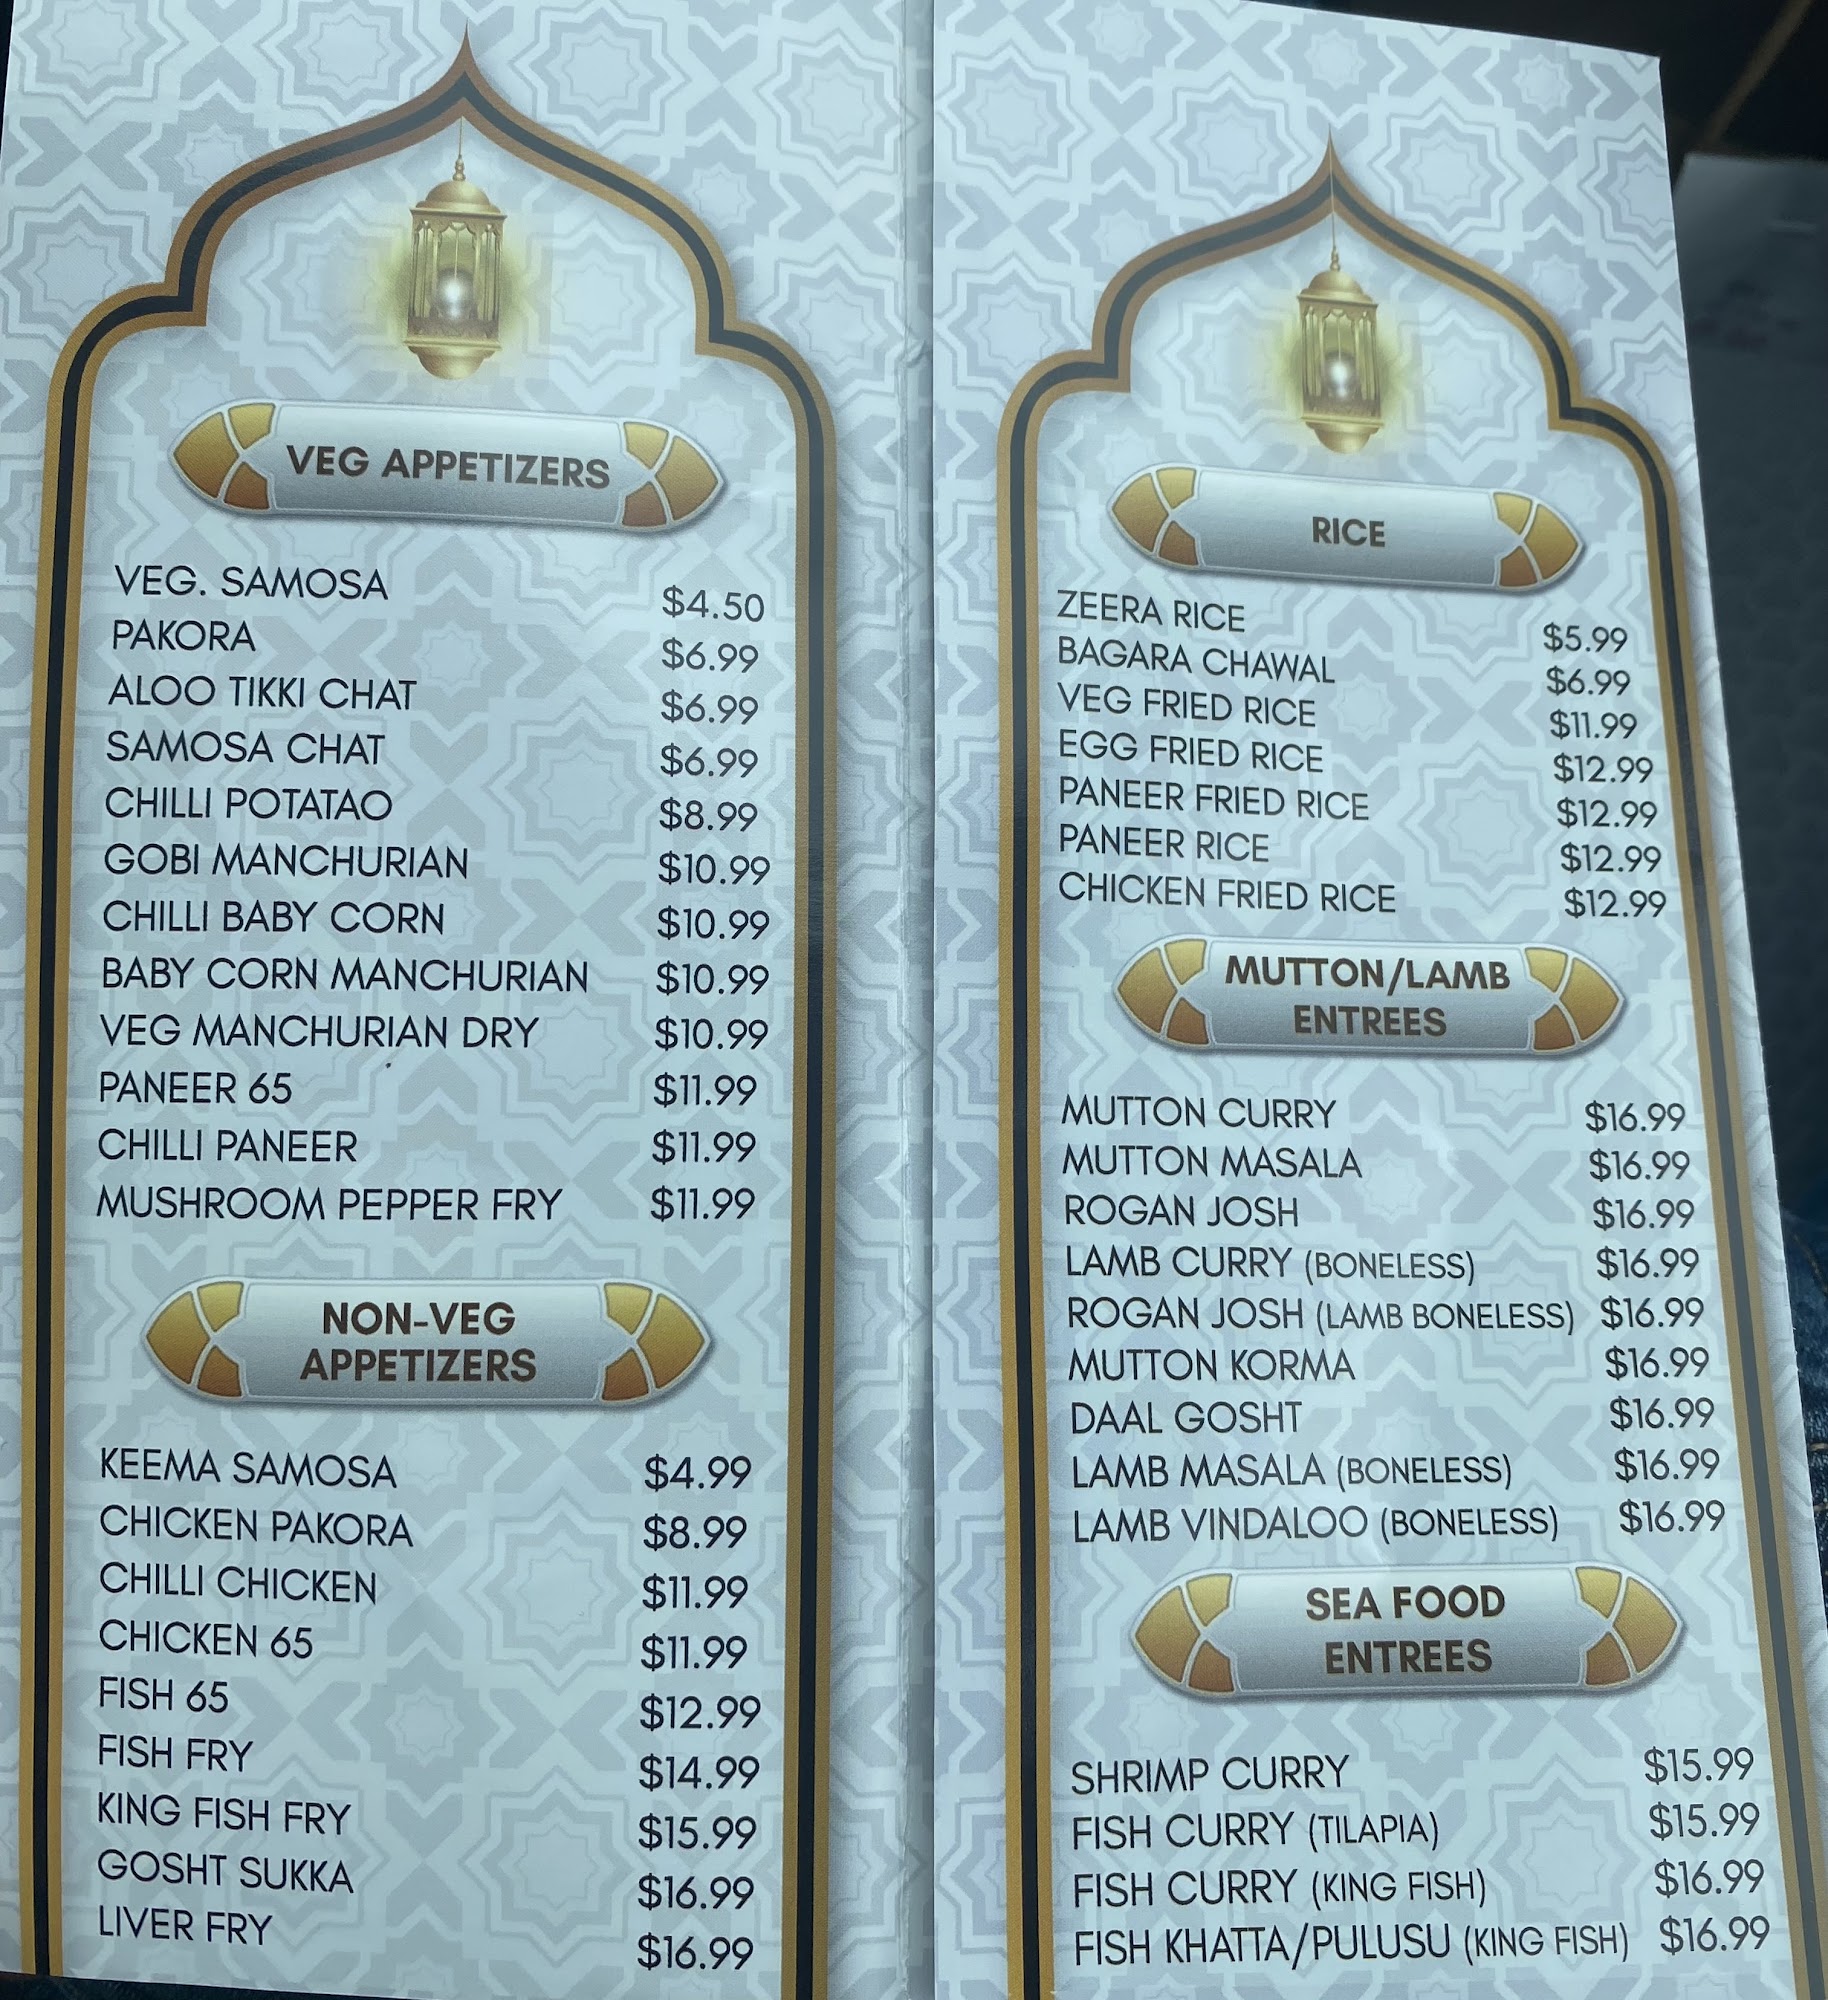 VEG APPETIZERS
VEG. SAMOSA $4.50
PAKORA $6.99
ALOO TIKKI CHAT $6.99
SAMOSA CHAT $6.99
CHILLI POTATAO $8.99
GOBI MANCHURIAN $10.99
CHILLI BABY CORN $10.99
BABY CORN MANCHURIAN $10.99
VEG MANCHURIAN DRY $10.99
PANEER 65 $11.99
CHILLI PANEER $11.99
MUSHROOM PEPPER FRY $11.99
NON-VEG
APPETIZERS
KEEMA SAMOSA $4.99
CHICKEN PAKORA $8.99
CHILLI CHICKEN $11.99
CHICKEN 65 $11.99
FISH 65 $12.99
FISH FRY $14.99
KING FISH FRY $15.99
GOSHT SUKKA $16.99
LIVER FRY $16.99
RICE
ZEERA RICE $5.99
BAGARA CHAWAL $6.99
VEG FRIED RICE $11.99
EGG FRIED RICE $12.99
PANEER FRIED RICE $12.99
PANEER RICE $12.99
CHICKEN FRIED RICE $12.99
MUTTON/LAMB
ENTREES
MUTTON CURRY $16.99
MUTTON MASALA $16.99
ROGAN JOSH $16.99
LAMB CURRY (BONELESS) $16.99
ROGAN JOSH (LAMB BONELESS) $16.99
MUTTON KORMA $16.99
DAAL GOSHT $16.99
LAMB MASALA (BONELESS) $16.99
LAMB VINDALOO (BONELESS) $16.99
SEA FOOD
ENTREES
SHRIMP CURRY $15.99
FISH CURRY (TILAPIA) $15.99
FISH CURRY (KING FISH) $16.99
FISH KHATTA/PULUSU (KING FISH) $16.99